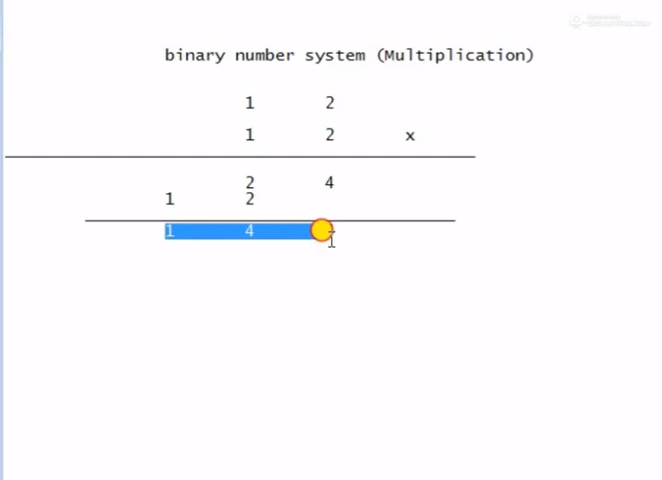 binary number system (Multiplication)
1 2
1 2 x
2 4
1 2
1 4